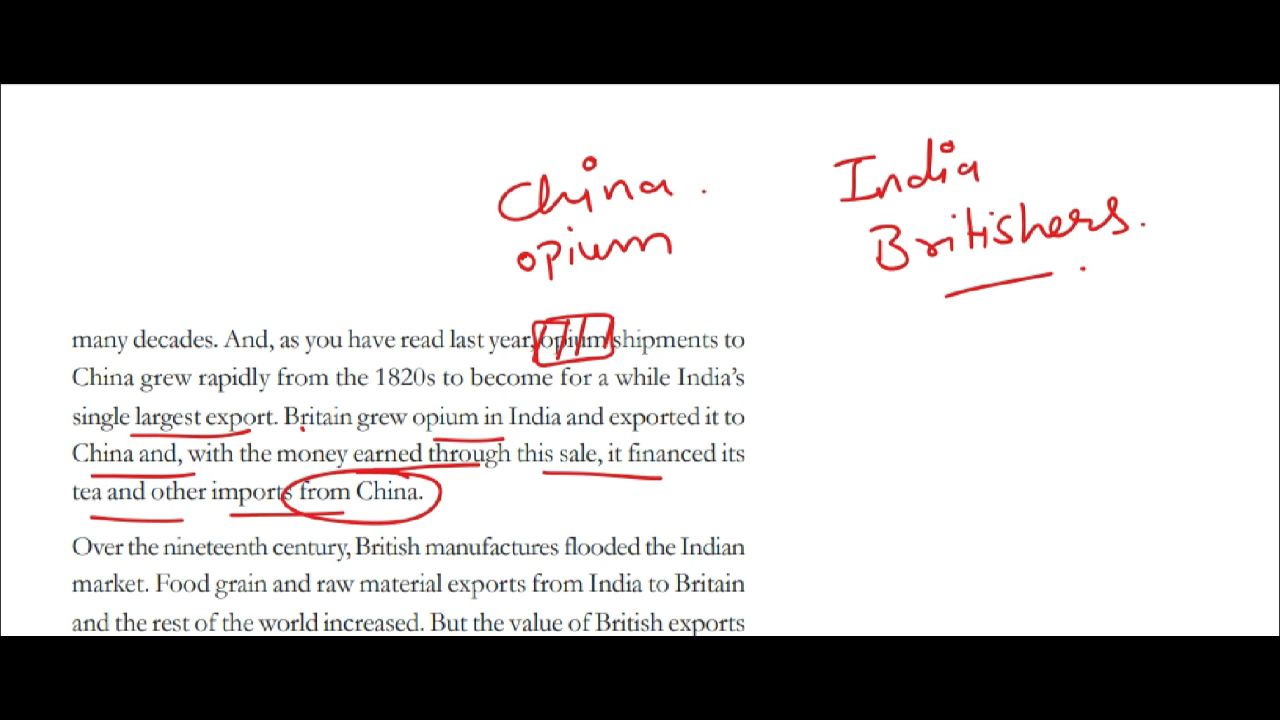 China.
opium
India
Britishers.
many decades. And, as you have read last year, opium shipments to
China grew rapidly from the 1820s to become for a while India's
single largest export. Britain grew opium in India and exported it to
China and, with the money earned through this sale, it financed its
tea and other imports from China.
Over the nineteenth century, British manufactures flooded the Indian
market. Food grain and raw material exports from India to Britain
and the rest of the world increased. But the value of British exports